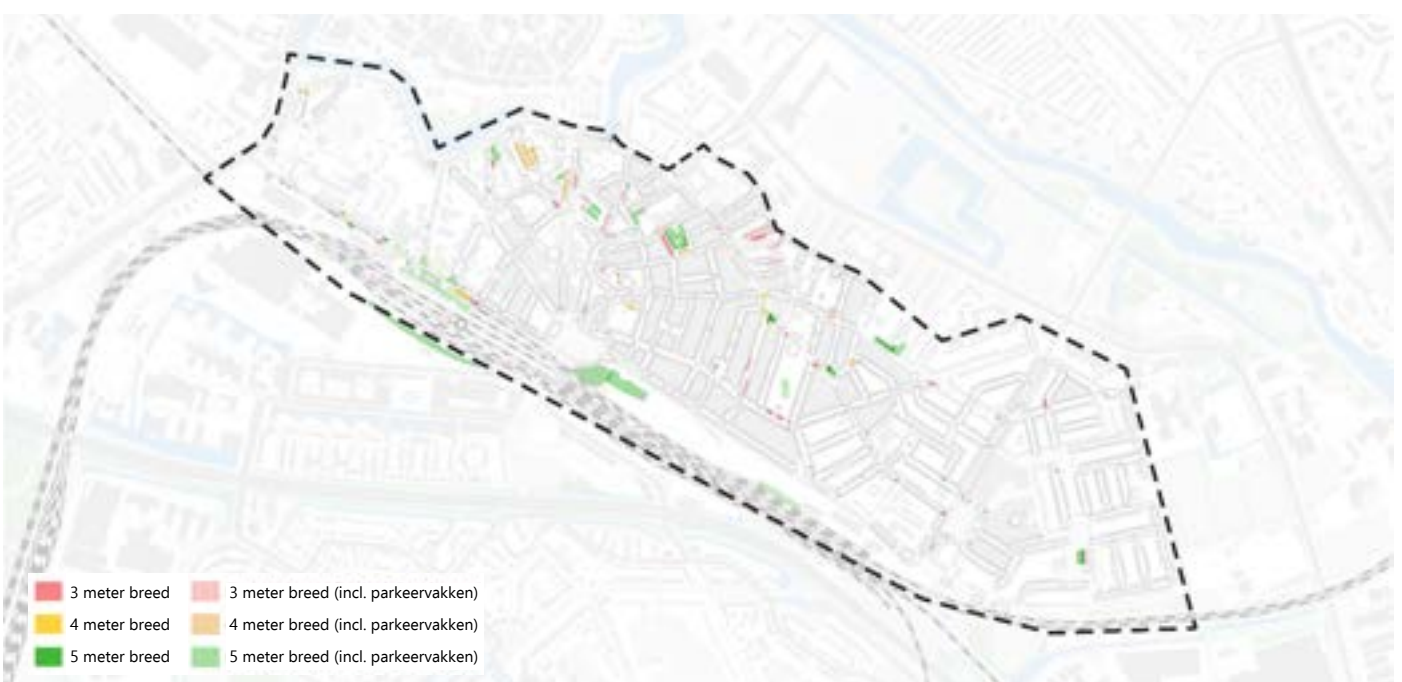 3 meter breed
3 meter breed (incl. parkeervakken)
4 meter breed
4 meter breed (incl. parkeervakken)
5 meter breed
5 meter breed (incl. parkeervakken)